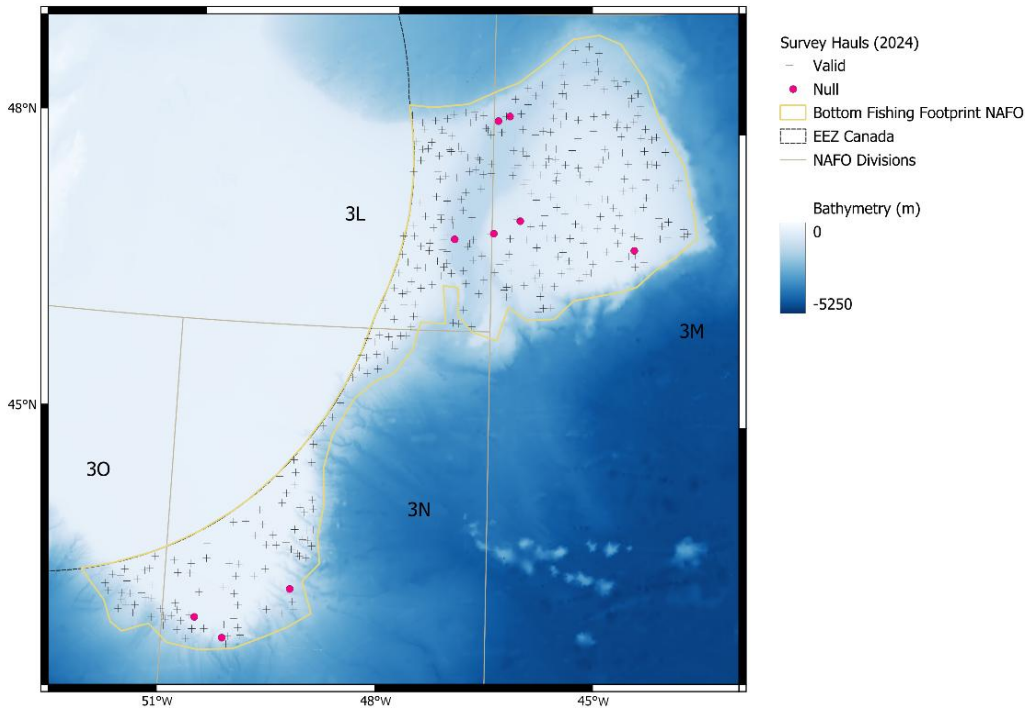 Survey Hauls (2024)
Valid
Null
Bottom Fishing Footprint NAFO
EEZ Canada
NAFO Divisions
Bathymetry (m)
0
-5250
48°N
45°N
3L
3M
3O
3N
51°W
48°W
45°W